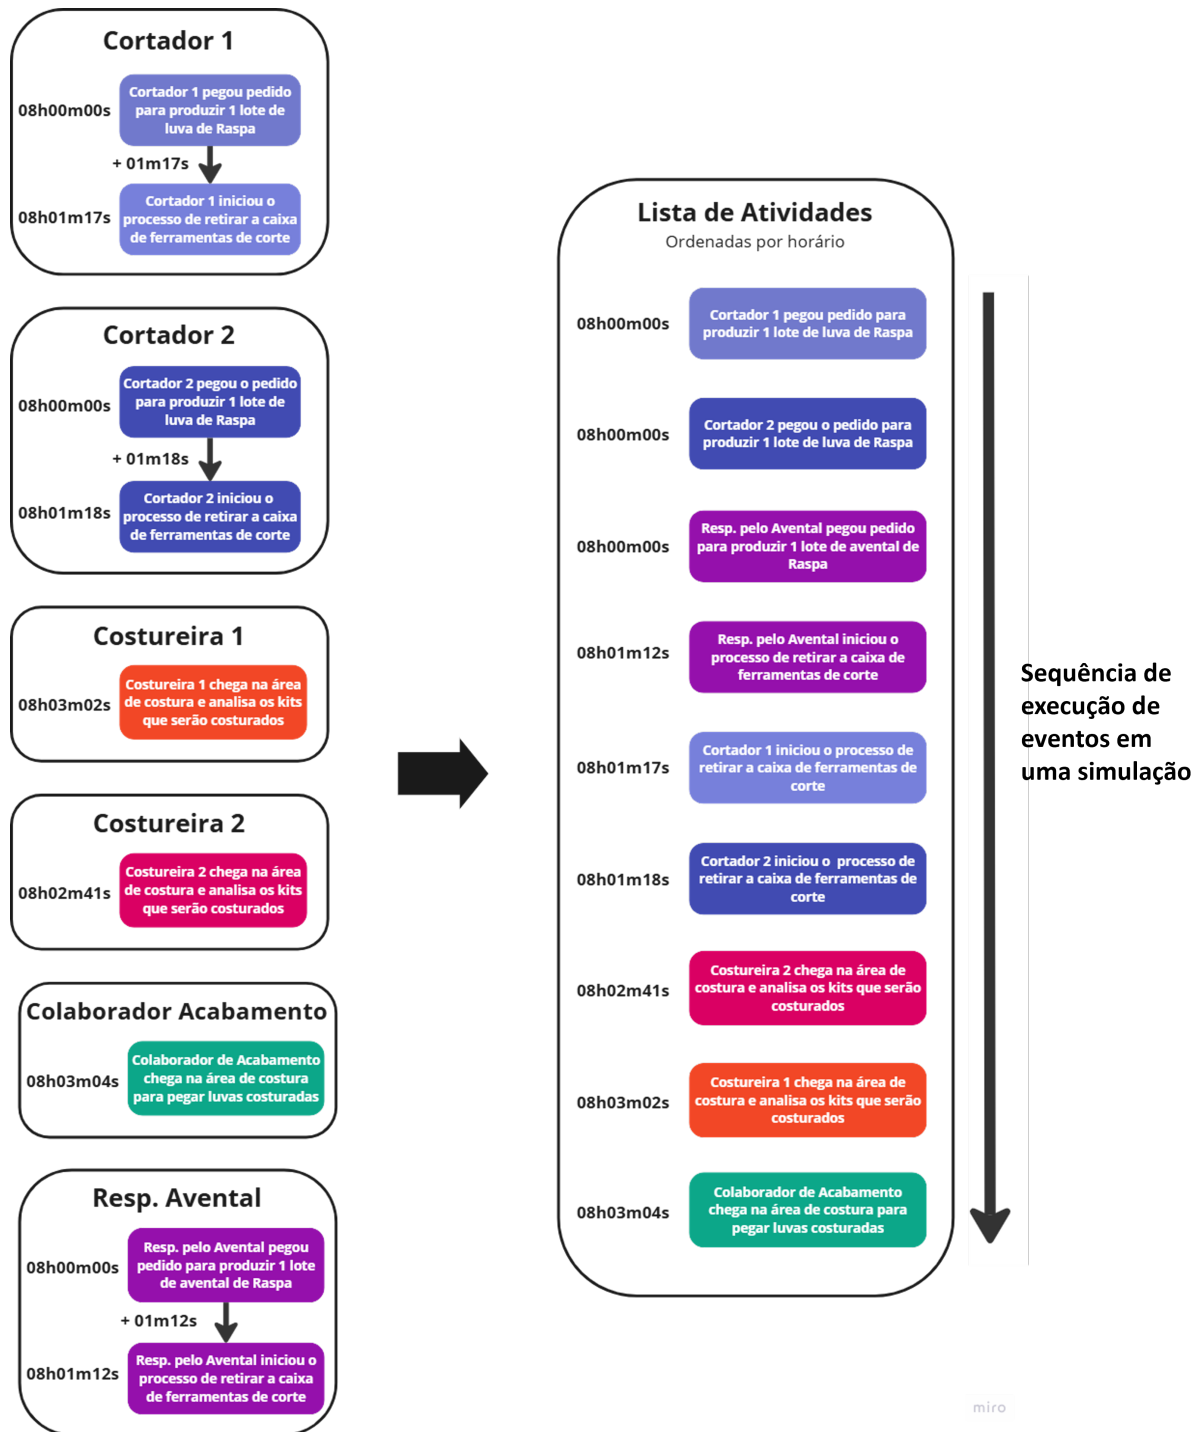 Cortador 1
08h00m00s
Cortador 1 pegou pedido
para produzir 1 lote de
luva de Raspa
+ 01m17s
08h01m17s
Cortador 1 iniciou o
processo de retirar a caixa
de ferramentas de corte
Cortador 2
08h00m00s
Cortador 2 pegou o pedido
para produzir 1 lote de
luva de Raspa
+ 01m18s
08h01m18s
Cortador 2 iniciou o
processo de retirar a caixa
de ferramentas de corte
Costureira 1
08h03m02s
Costureira 1 chega na área
de costura e analisa os kits
que serão costurados
Costureira 2
08h02m41s
Costureira 2 chega na área
de costura e analisa os kits
que serão costurados
Colaborador Acabamento
08h03m04s
Colaborador de Acabamento
chega na área de costura
para pegar luvas costuradas
Resp. Avental
08h00m00s
Resp. pelo Avental pegou
pedido para produzir 1 lote
de avental de Raspa
+ 01m12s
08h01m12s
Resp. pelo Avental iniciou o
processo de retirar a caixa
de ferramentas de corte
Lista de Atividades
Ordenadas por horário
08h00m00s
Cortador 1 pegou pedido para
produzir 1 lote de luva de Raspa
08h00m00s
Cortador 2 pegou o pedido para
produzir 1 lote de luva de Raspa
08h00m00s
Resp. pelo Avental pegou pedido
para produzir 1 lote de avental de
Raspa
08h01m12s
Resp. pelo Avental iniciou o
processo de retirar a caixa de
ferramentas de corte
08h01m17s
Cortador 1 iniciou o processo de
retirar a caixa de ferramentas de
corte
08h01m18s
Cortador 2 iniciou o processo de
retirar a caixa de ferramentas de
corte
08h02m41s
Costureira 2 chega na área de
costura e analisa os kits que serão
costurados
08h03m02s
Costureira 1 chega na área de
costura e analisa os kits que serão
costurados
08h03m04s
Colaborador de Acabamento
chega na área de costura para
pegar luvas costuradas
Sequência de
execução de
eventos em
uma simulação
miro